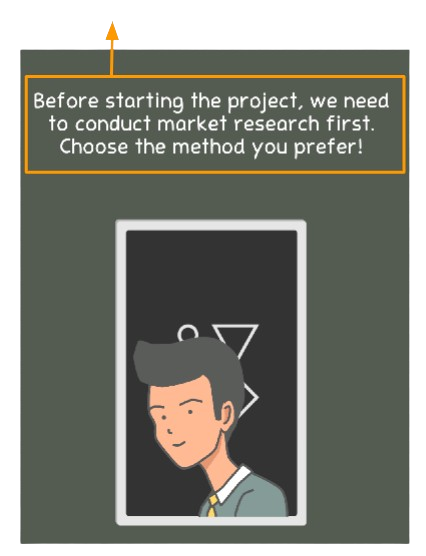 Before starting the project, we need
to conduct market research first.
Choose the method you prefer!